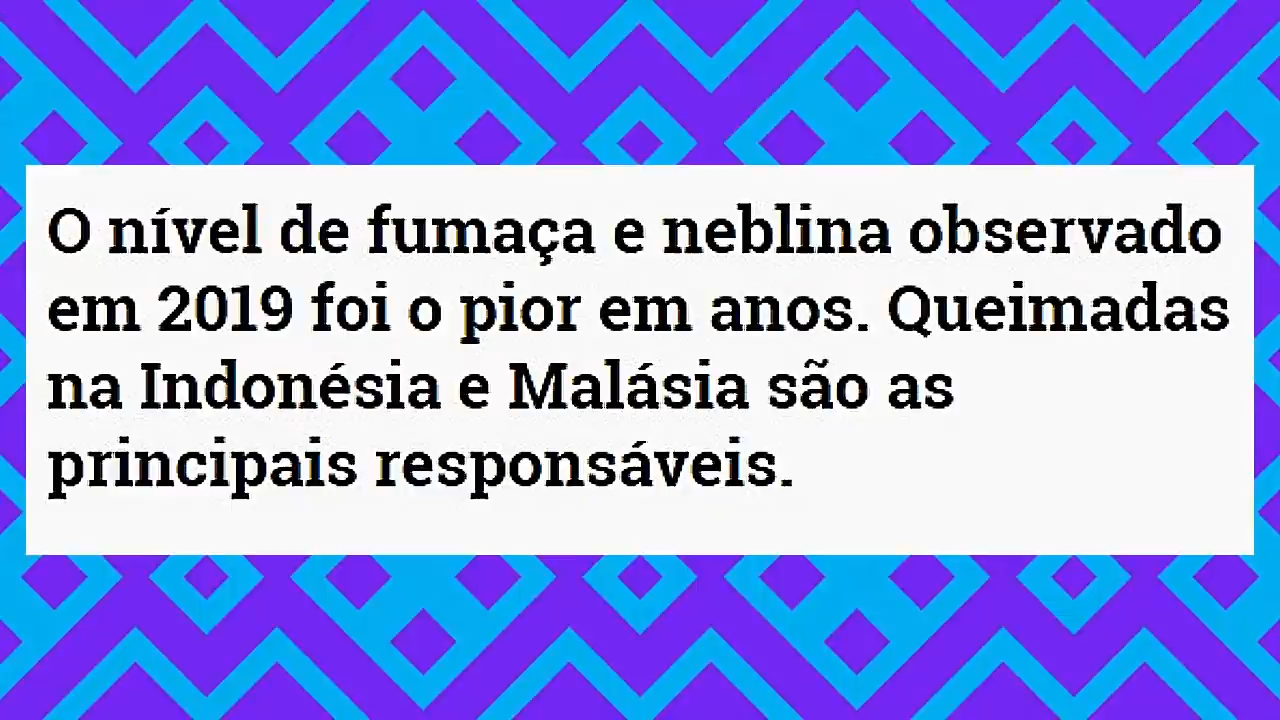 O nível de fumaça e neblina observado
em 2019 foi o pior em anos. Queimadas
na Indonésia e Malásia são as
principais responsáveis.